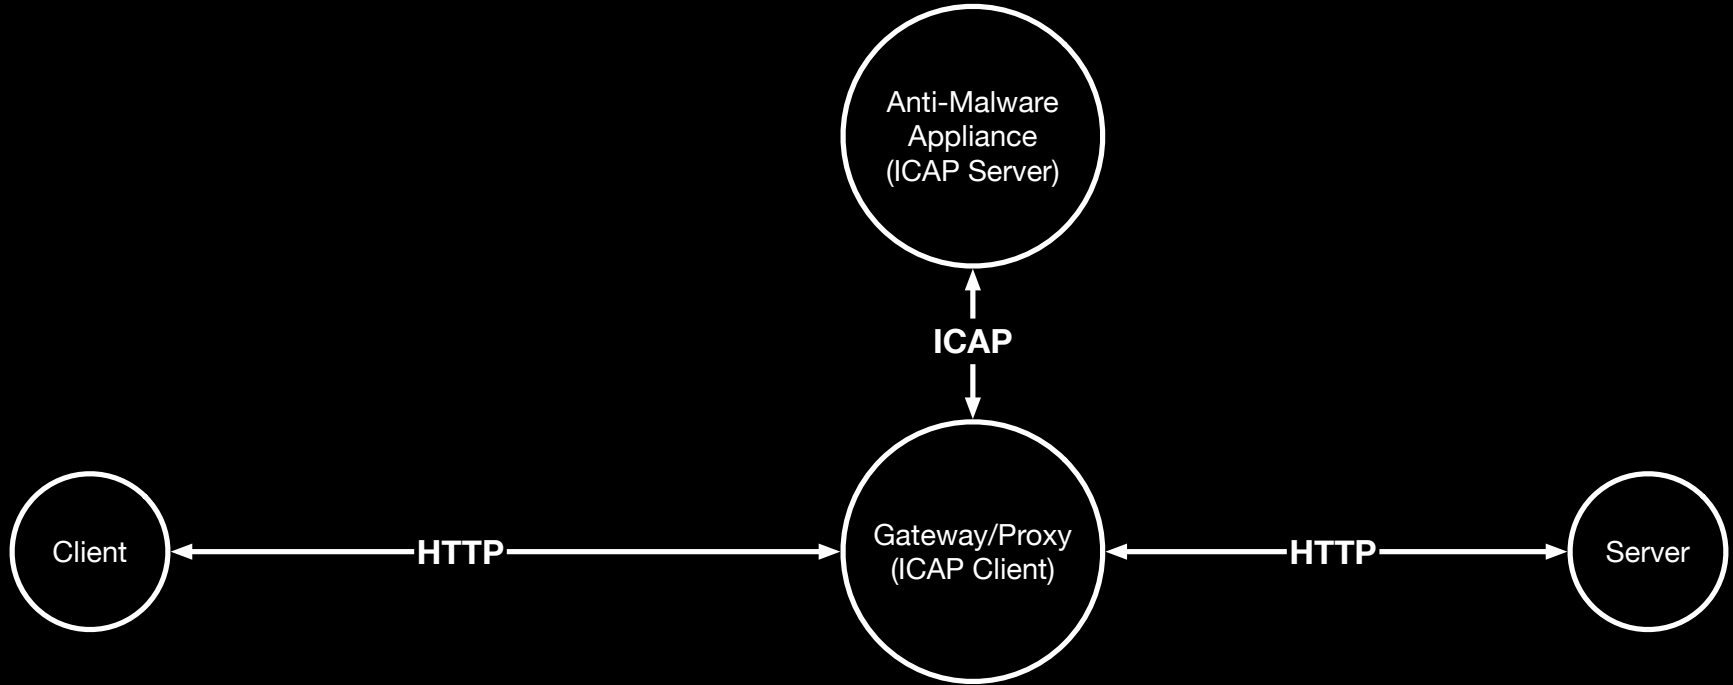 Anti-Malware
Appliance
(ICAP Server)
ICAP
Client
HTTP
Gateway/Proxy
(ICAP Client)
HTTP
Server